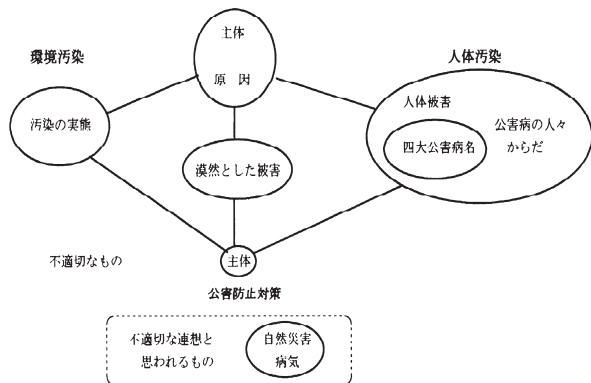 環境汚染
主体
原 因
人体汚染
汚染の実態
人体被害
四大公害病名
公害病の人々
からだ
漠然とした被害
不適切なもの
主体
公害防止対策
不適切な連想と
思われるもの
自然災害
病気